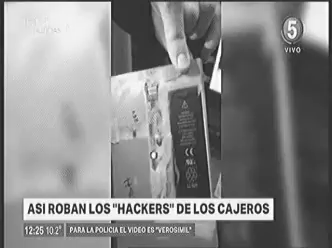 5
VIVO
ASI ROBAN LOS "HACKERS" DE LOS CAJEROS
12:25 10.2° PARA LA POLICIA EL VIDEO ES "VEROSIMIL"